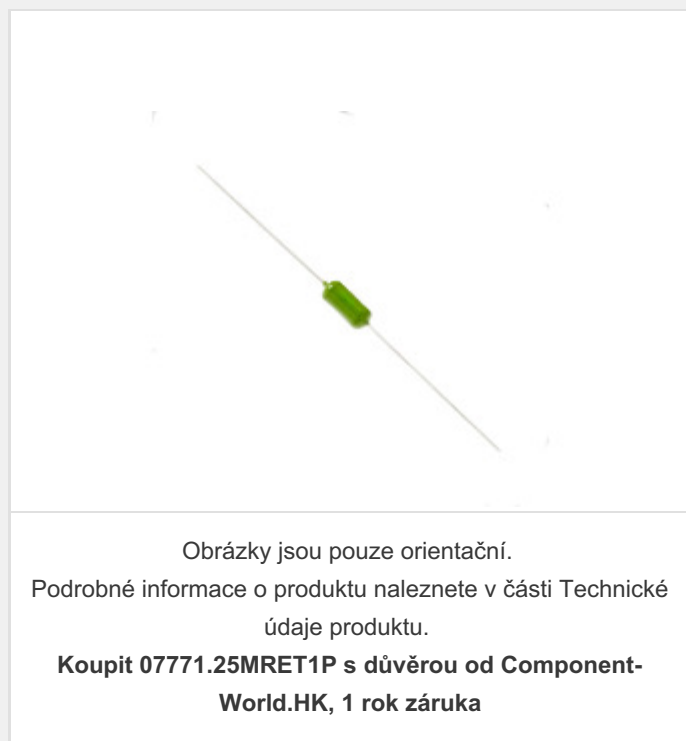 Obrázky jsou pouze orientační.
Podrobné informace o produktu naleznete v části Technické
údaje produktu.
Koupit 07771.25MRET1P s důvěrou od Component-
World.HK, 1 rok záruka